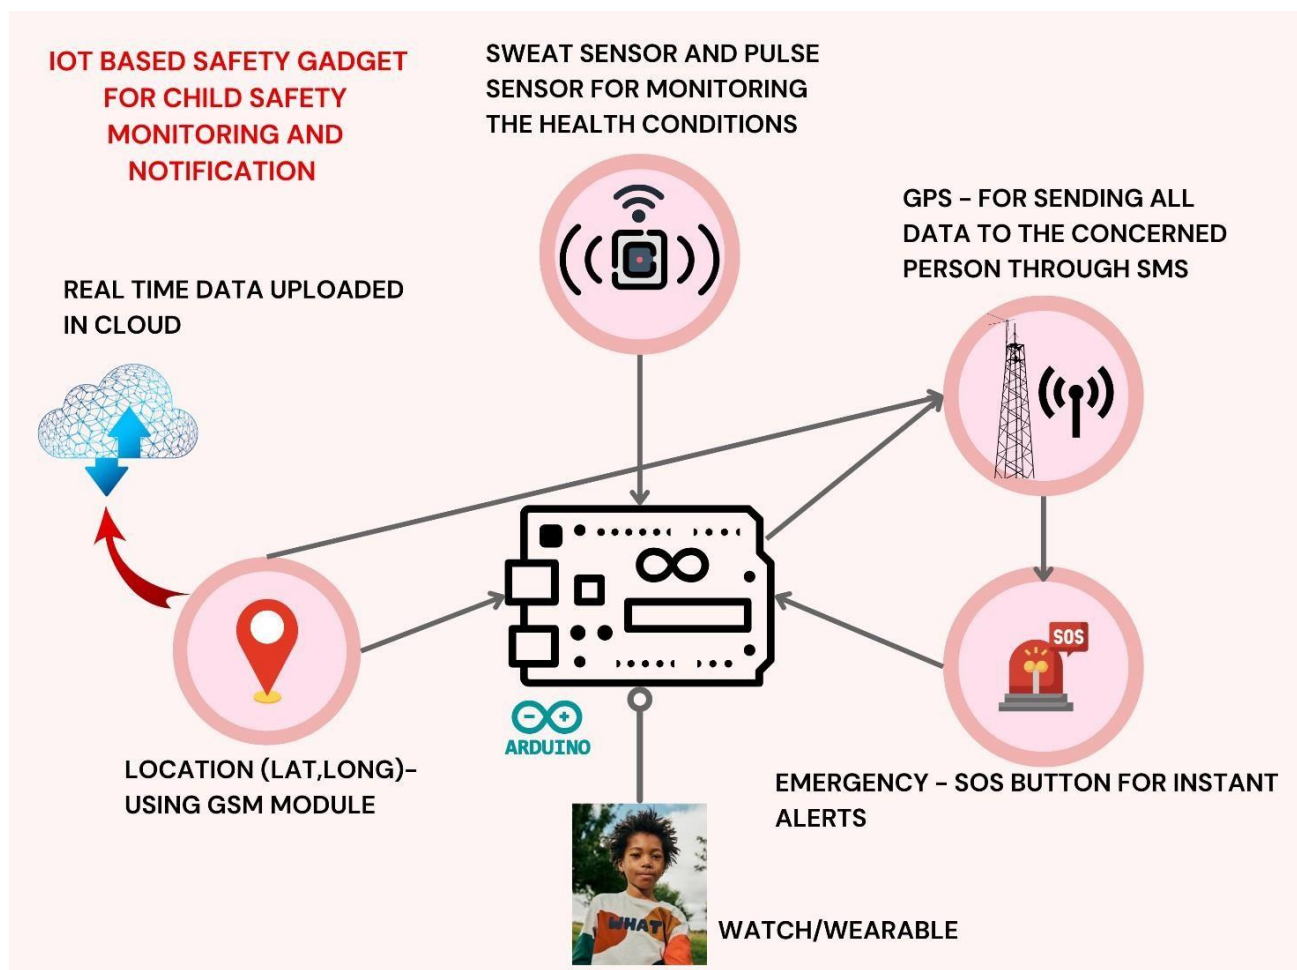 IOT BASED SAFETY GADGET
FOR CHILD SAFETY
MONITORING AND
NOTIFICATION
SWEAT SENSOR AND PULSE
SENSOR FOR MONITORING
THE HEALTH CONDITIONS
GPS – FOR SENDING ALL
DATA TO THE CONCERNED
PERSON THROUGH SMS
REAL TIME DATA UPLOADED
IN CLOUD
SOS
ARDUINO
LOCATION (LAT,LONG)–
USING GSM MODULE
EMERGENCY – SOS BUTTON FOR INSTANT
ALERTS
WHAT
WATCH/WEARABLE